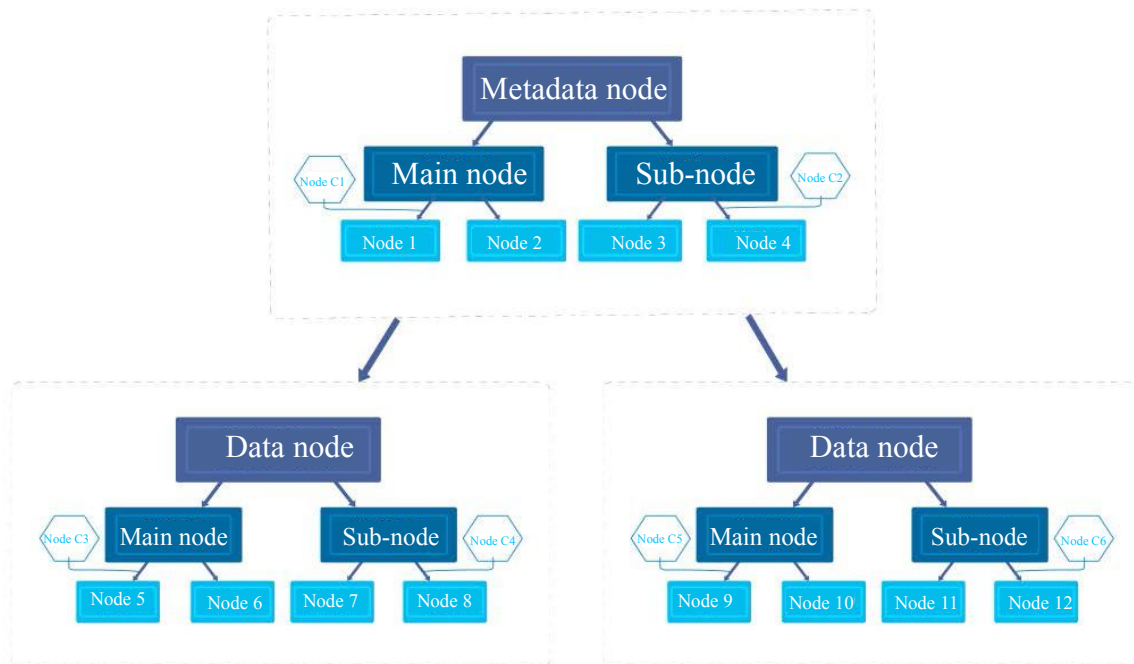 Metadata node
Main node
Sub-node
Node C1
Node C2
Node 1
Node 2
Node 3
Node 4
Data node
Main node
Sub-node
Node C3
Node C4
Node 5
Node 6
Node 7
Node 8
Data node
Main node
Sub-node
Node C5
Node C6
Node 9
Node 10
Node 11
Node 12